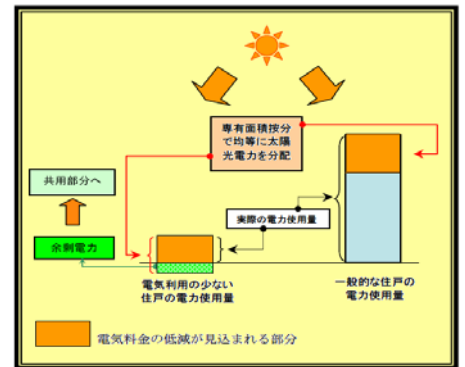 専有面積按分
で均等に太陽
光電力を分配
共用部分へ
実際の電力使用量
余剰電力
電気利用の少ない
住戸の電力使用量
一般的な住戸の
電力使用量
電気料金の低減が見込まれる部分